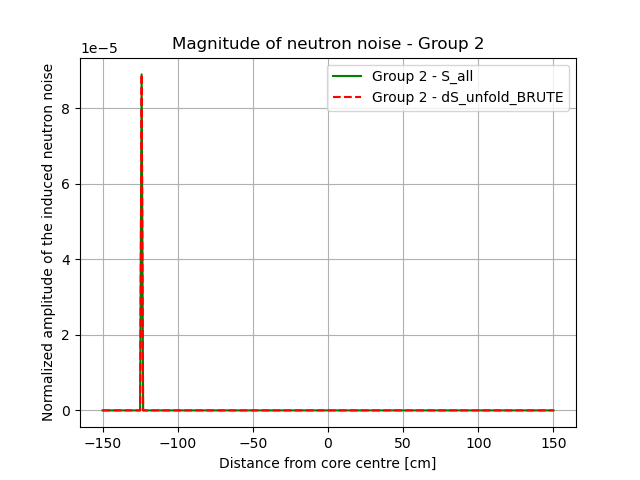 Magnitude of neutron noise - Group 2
1e−5
Group 2 - S_all
Group 2 - dS_unfold_BRUTE
Normalized amplitude of the induced neutron noise
8
6
4
2
0
−150 −100 −50 0 50 100 150
Distance from core centre [cm]